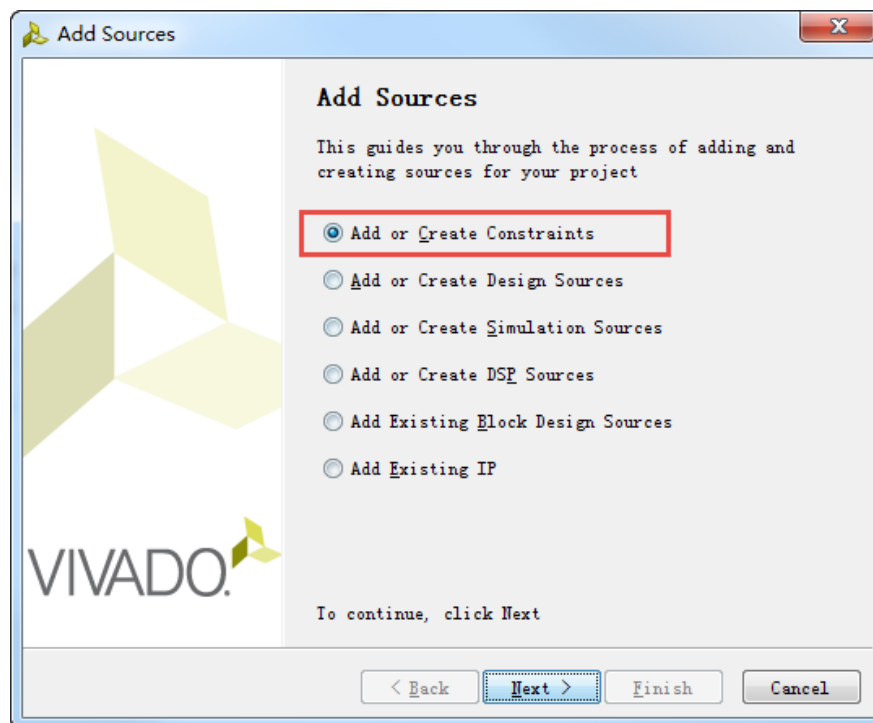 Add Sources
Add Sources
This guides you through the process of adding and
creating sources for your project
Add or Create Constraints
Add or Create Design Sources
Add or Create Simulation Sources
Add or Create DSP Sources
Add Existing Block Design Sources
Add Existing IP
VIVADO.
To continue, click Next
< Back
Next >
Finish
Cancel